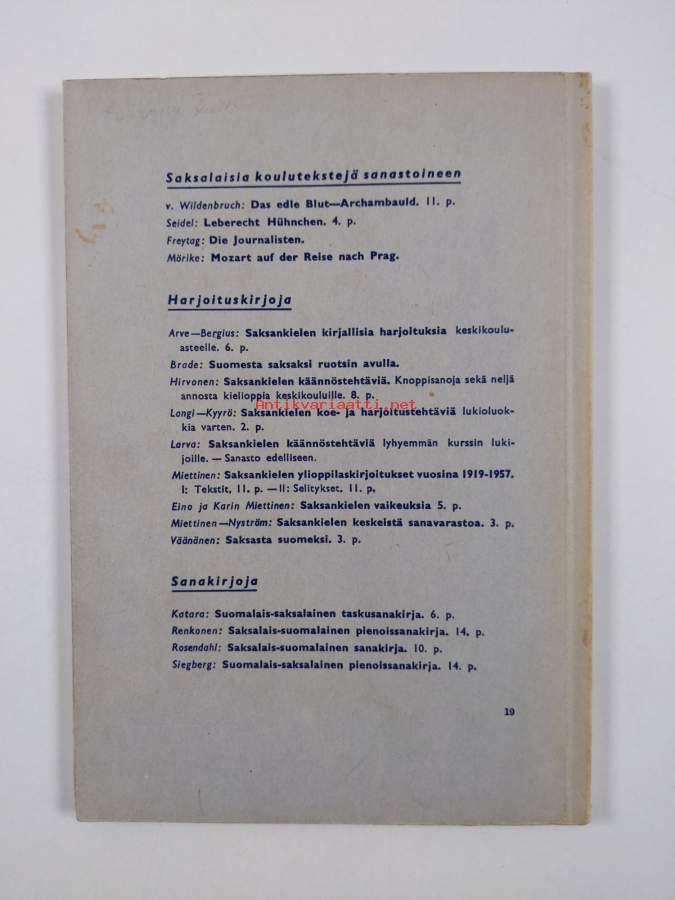 Saksalaisia koulutekstejä sanastoineen
v. Wildenbruch: Das edle Blut—Archambauld. 11. p.
Seidel: Leberecht Hühnchen. 4. p.
Freytag: Die Journalisten.
Mörike: Mozart auf der Reise nach Prag.
Harjoituskirjoja
Arve—Bergius: Saksankielen kirjallisia harjoituksia keskikoulu-
asteelle. 6. p.
Brade: Suomesta saksaksi ruotsin avulla.
Hirvonen: Saksankielen käännöstehtäviä. Knoppisanoja sekä neljä
annosta kielioppia keskikouluille. 8. p.
Antikvariaatti.net
Langi—Kyyrö: Saksankielen koe- ja harjoitustehtäviä lukioluok-
kia varten. 2. p.
Larva: Saksankielen käännöstehtäviä lyhyemmän kurssin luki-
joille. — Sanasto edelliseen.
Miettinen: Saksankielen ylioppilaskirjoitukset vuosina 1919-1957.
I: Tekstit, 11. p. — II: Selitykset. 11. p.
Eino ja Karin Miettinen: Saksankielen vaikeuksia 5. p.
Miettinen—Nyström: Saksankielen keskeistä sanavarastoa. 3. p.
Väänänen: Saksasta suomeksi. 3. p.
Sanakirjoja
Katara: Suomalais-saksalainen taskusanakirja. 6. p.
Renkonen: Saksalais-suomalainen pienoissanakirja. 14. p.
Rosendahl: Saksalais-suomalainen sanakirja. 10. p.
Siegberg: Suomalais-saksalainen pienoissanakirja. 14. p.
19